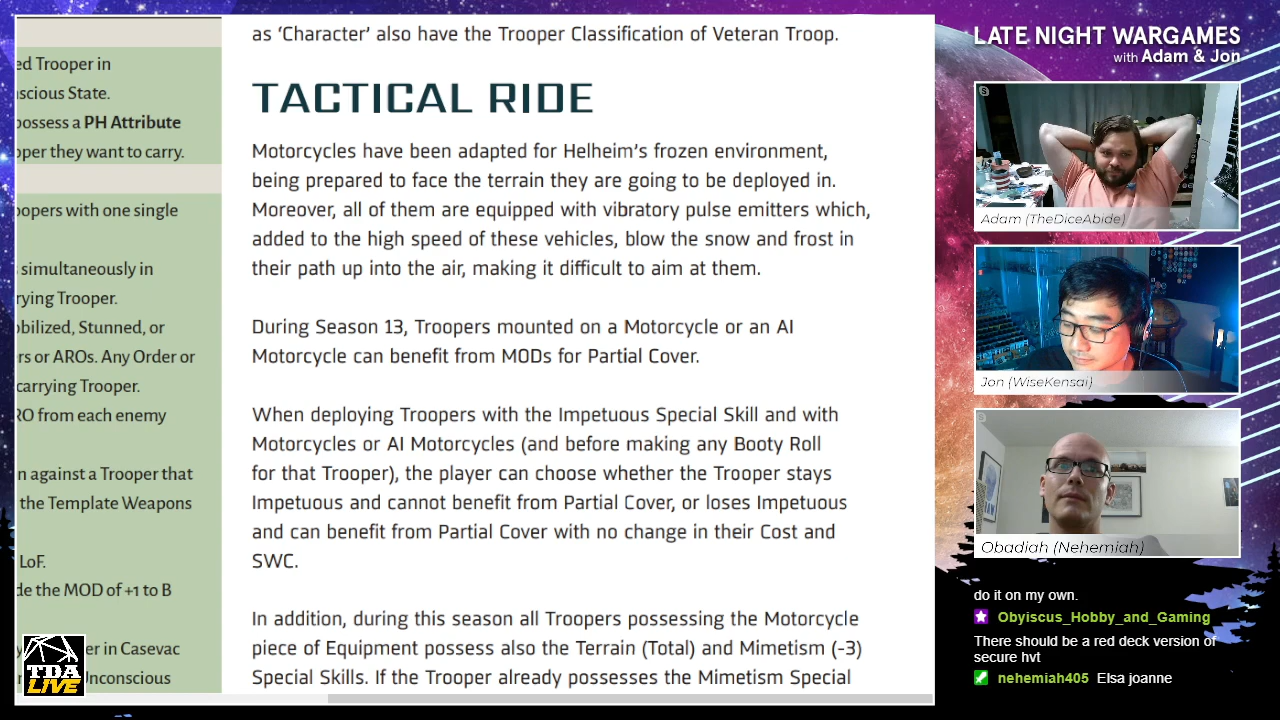 ed Trooper in
scious State.
possess a PH Attribute
oper they want to carry.
oopers with one single
simultaneously in
rying Trooper.
obilized, Stunned, or
rs or AROs. Any Order or
carrying Trooper.
RO from each enemy
n against a Trooper that
the Template Weapons
LoF.
de the MOD of +1 to B
er in Casevac
Unconscious
as ‘Character’ also have the Trooper Classification of Veteran Troop.
TACTICAL RIDE
Motorcycles have been adapted for Helheim’s frozen environment,
being prepared to face the terrain they are going to be deployed in.
Moreover, all of them are equipped with vibratory pulse emitters which,
added to the high speed of these vehicles, blow the snow and frost in
their path up into the air, making it difficult to aim at them.
During Season 13, Troopers mounted on a Motorcycle or an AI
Motorcycle can benefit from MODs for Partial Cover.
When deploying Troopers with the Impetuous Special Skill and with
Motorcycles or AI Motorcycles (and before making any Booty Roll
for that Trooper), the player can choose whether the Trooper stays
Impetuous and cannot benefit from Partial Cover, or loses Impetuous
and can benefit from Partial Cover with no change in their Cost and
SWC.
In addition, during this season all Troopers possessing the Motorcycle
piece of Equipment possess also the Terrain (Total) and Mimetism (-3)
Special Skills. If the Trooper already possesses the Mimetism Special
TDA
LIVE
LATE NIGHT WARGAMES
with Adam & Jon
Adam (TheDiceAbide)
Jon (WiseKensai)
Obadiah (Nehemiah)
do it on my own.
Obyiscus_Hobby_and_Gaming
There should be a red deck version of
secure hvt
nehemiah405 Elsa joanne